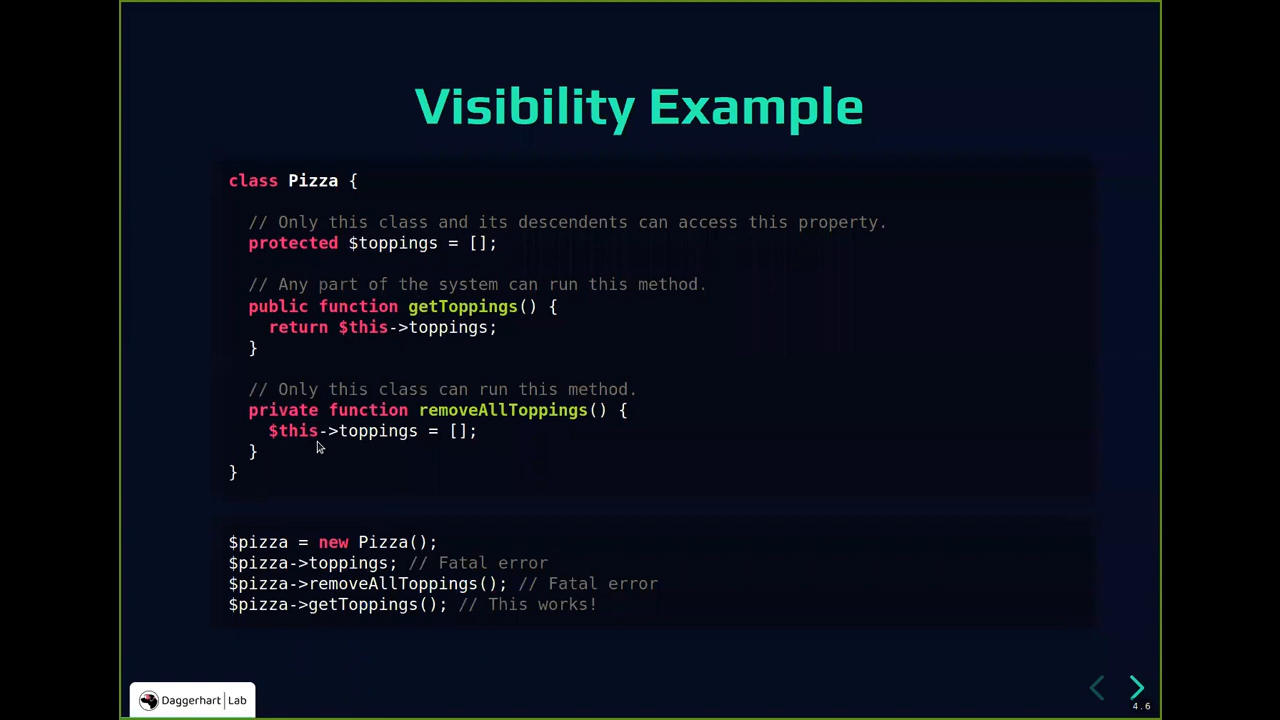 Visibility Example
class Pizza {
// Only this class and its descendents can access this property.
protected $toppings = [];
// Any part of the system can run this method.
public function getToppings() {
return $this->toppings;
}
// Only this class can run this method.
private function removeAllToppings() {
$this->toppings = [];
}
}
$pizza = new Pizza();
$pizza->toppings; // Fatal error
$pizza->removeAllToppings(); // Fatal error
$pizza->getToppings(); // This works!
Daggerhart Lab
4.6